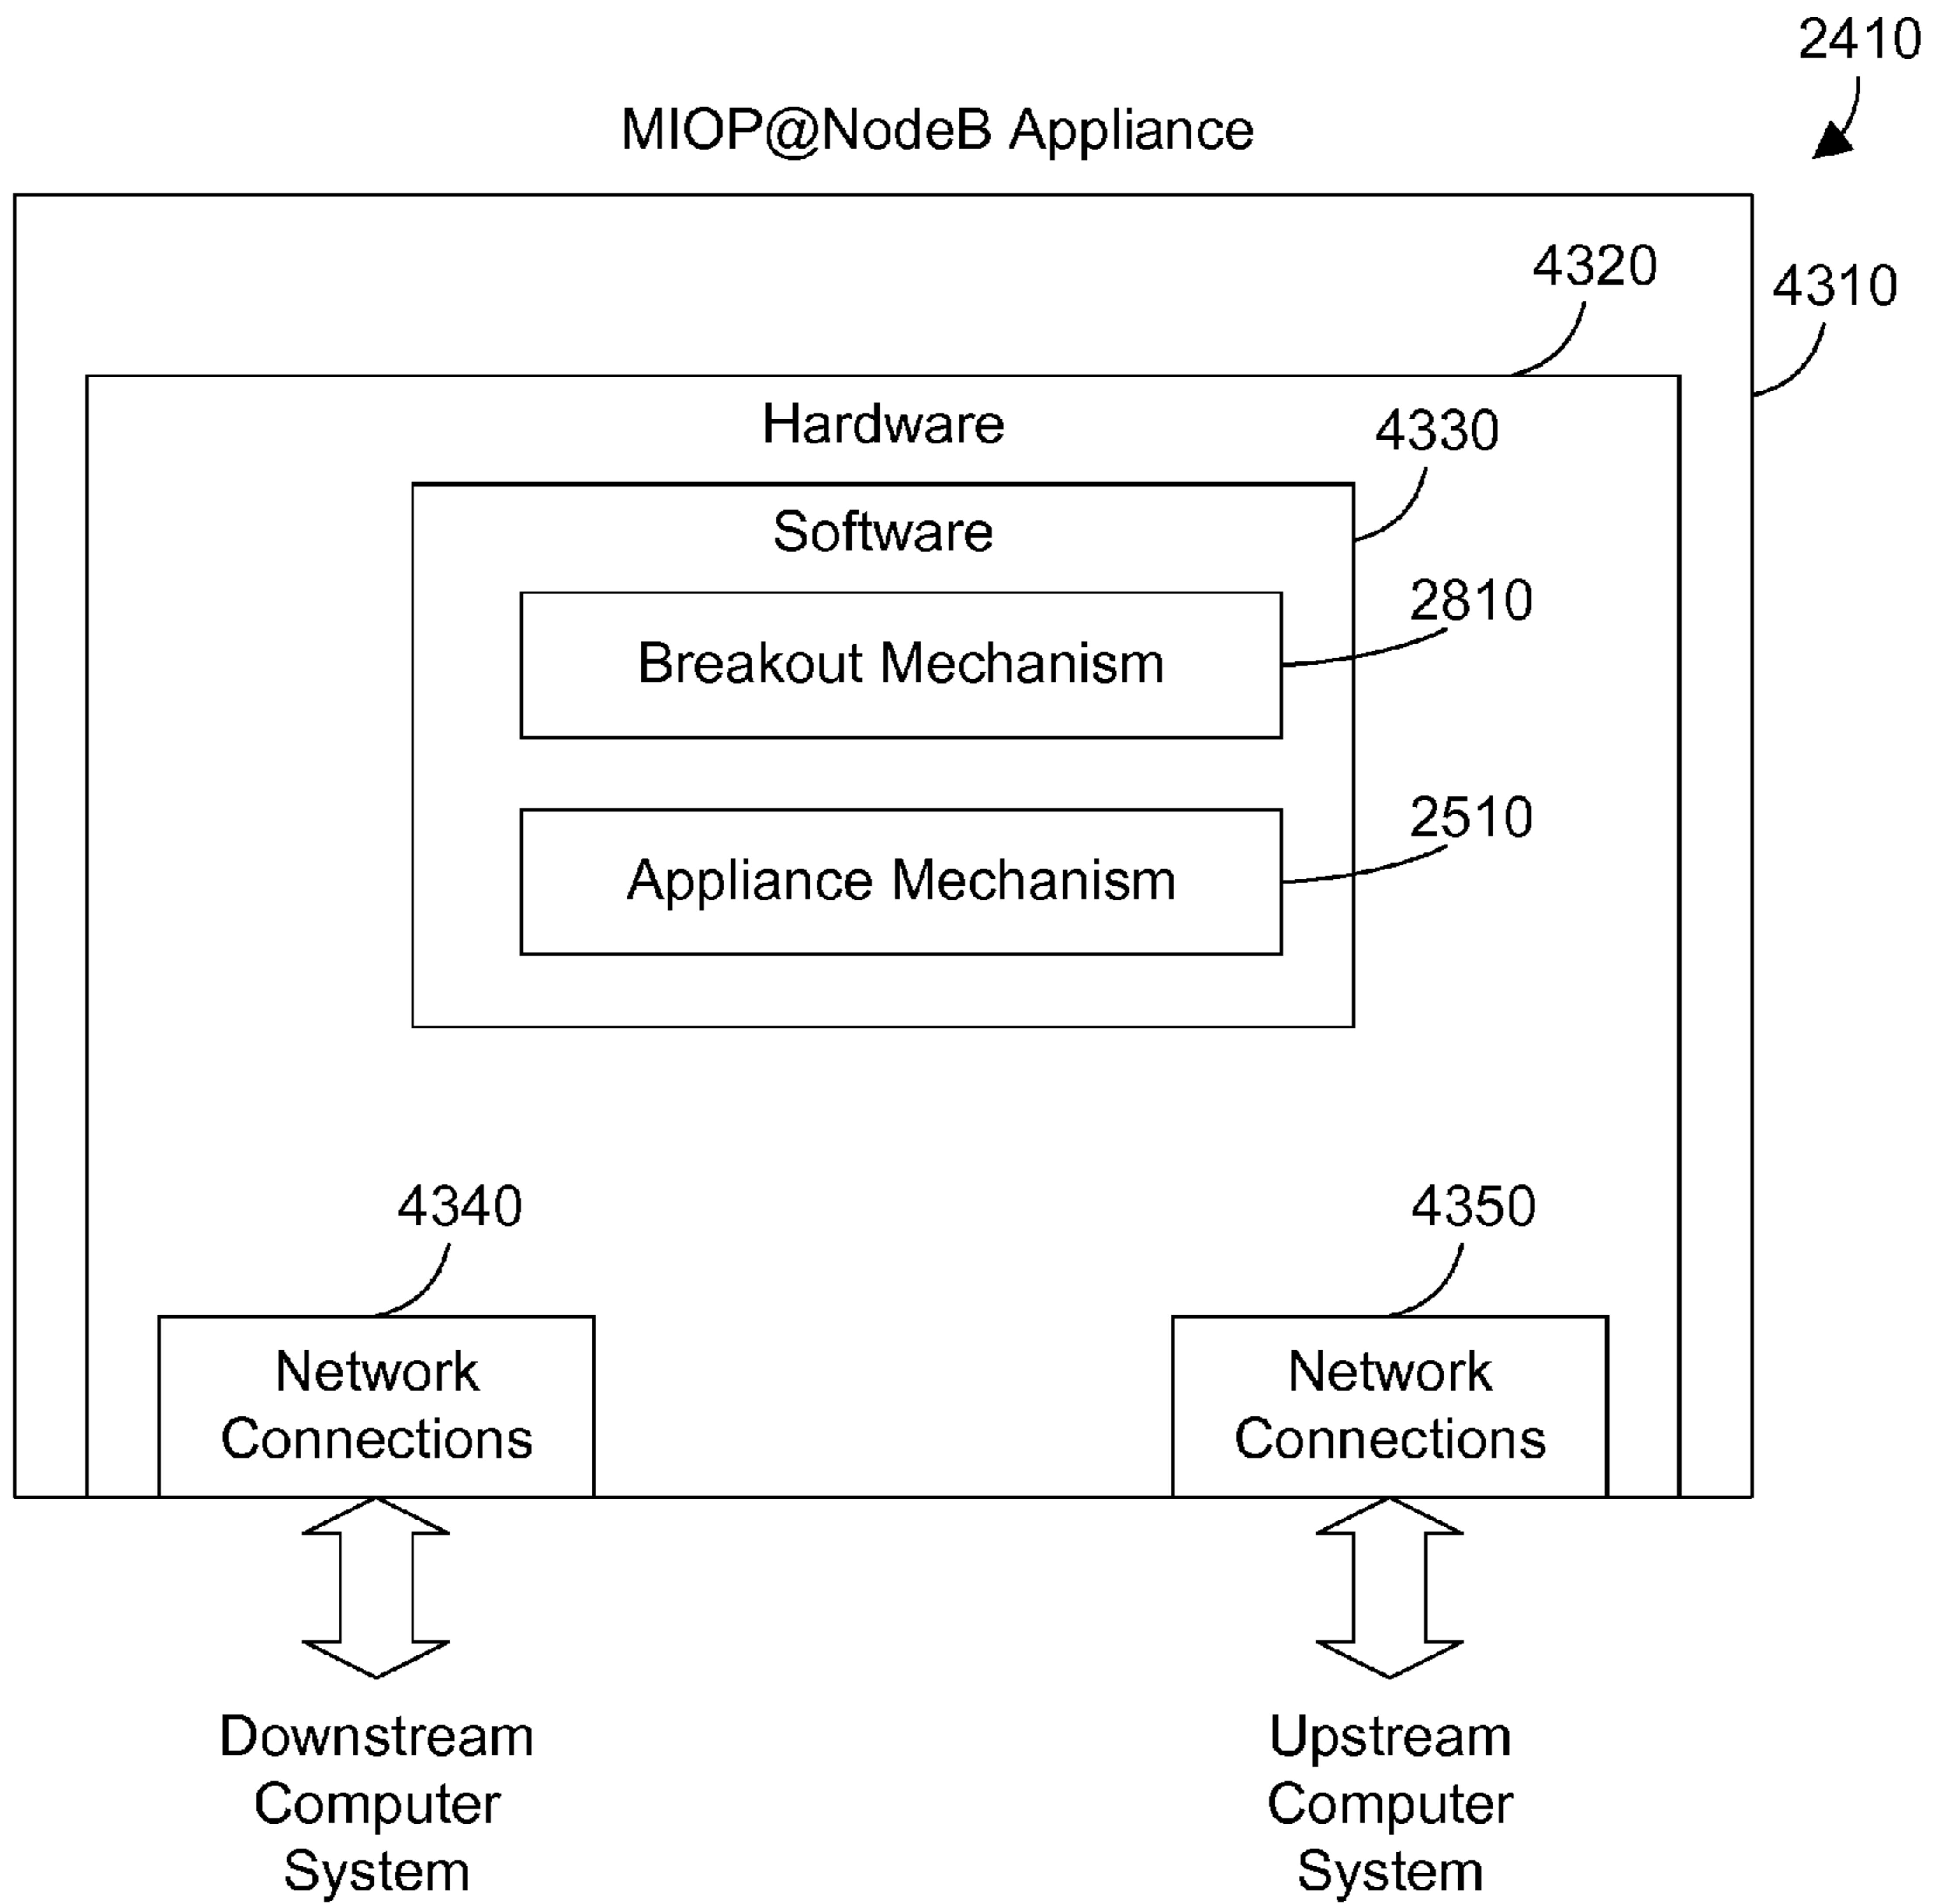 2410
MIOP@NodeB Appliance
4320
4310
Hardware
4330
Software
2810
Breakout Mechanism
2510
Appliance Mechanism
4340
4350
Network
Connections
Network
Connections
Downstream
Computer
System
Upstream
Computer
System